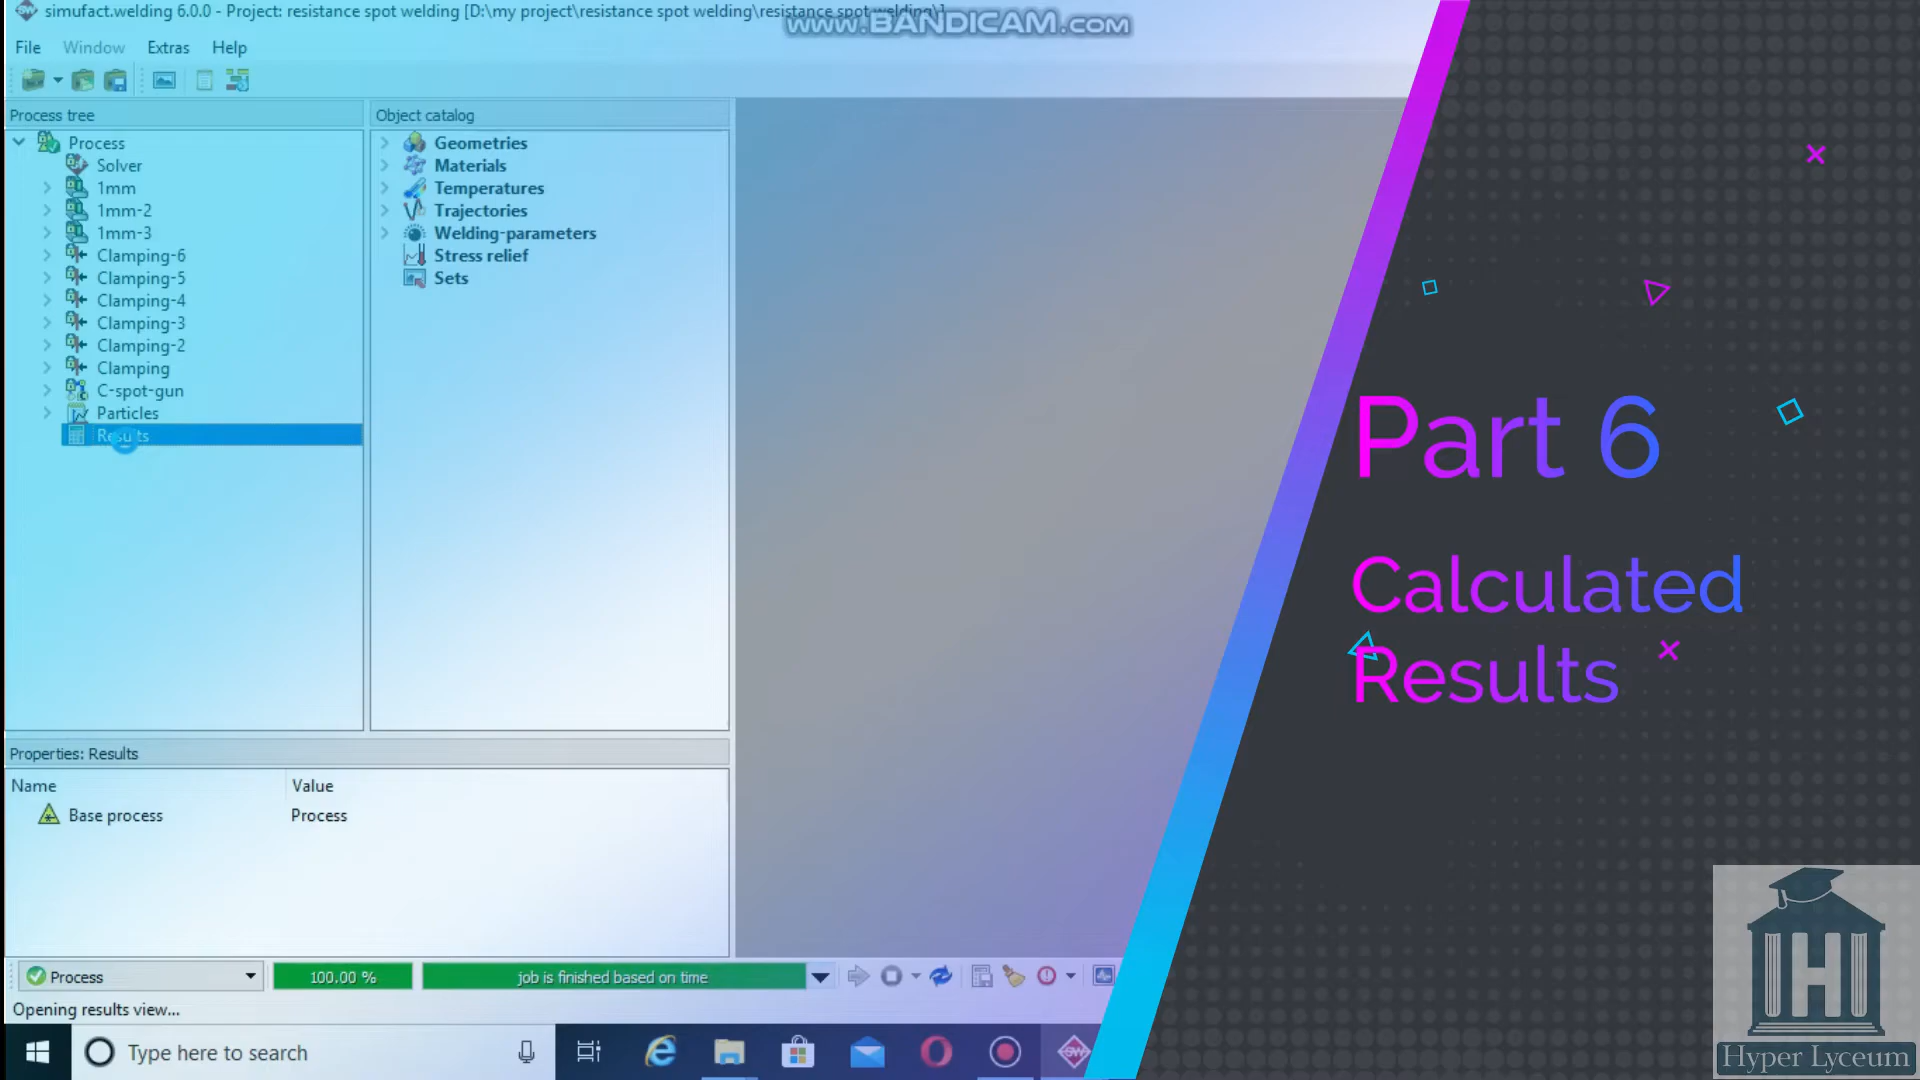 simufact.welding 6.0.0 - Project: resistance spot welding [D:\my project\resistance spot welding\resistance spot welding\]
www.BANDICAM.com
File Window Extras Help
Process tree
Object catalog
Process
Solver
1mm
1mm-2
1mm-3
Clamping-6
Clamping-5
Clamping-4
Clamping-3
Clamping-2
Clamping
C-spot-gun
Particles
Results
Geometries
Materials
Temperatures
Trajectories
Welding-parameters
Stress relief
Sets
Part 6
Calculated
Results
Properties: Results
Name Value
Base process Process
Process 100.00 % job is finished based on time
Opening results view...
Type here to search
SW
H
Hyper Lyceum